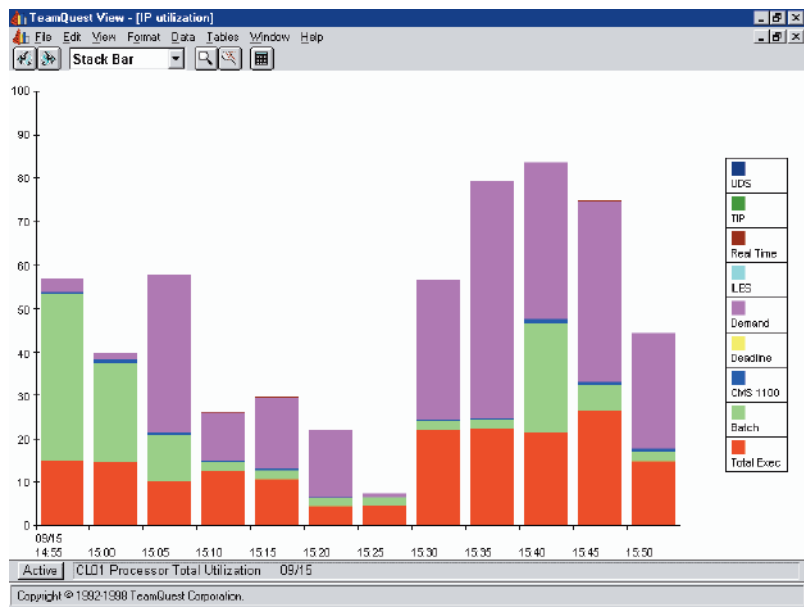 TeamQuest View - [IP utilization]
File Edit View Format Data Tables Window Help
Stack Bar
100
90
80
70
60
50
40
30
20
10
0
09/15
14:55 15:00 15:05 15:10 15:15 15:20 15:25 15:30 15:35 15:40 15:45 15:50
UDS
TIP
Real Time
ILES
Demand
Deadline
CMS 1100
Batch
Total Exec
Active CL01 Processor Total Utilization 09/15
Copyright © 1992-1998 TeamQuest Corporation.